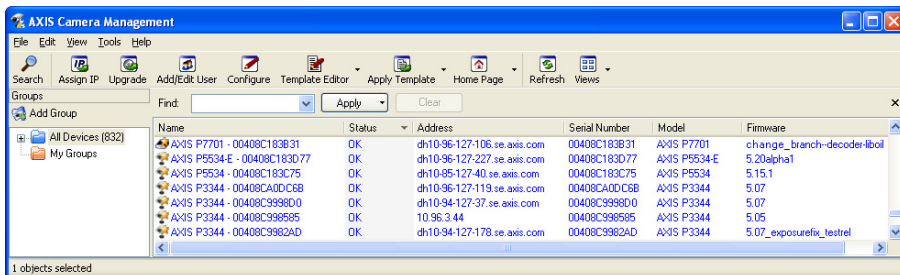 AXIS Camera Management
File Edit View Tools Help
Search Assign IP Upgrade Add/Edit User Configure Template Editor Apply Template Home Page Refresh Views
Groups
Add Group
All Devices (832)
My Groups
Find: Apply Clear
Name Status Address Serial Number Model Firmware
AXIS P7701 - 00408C183B31 OK dh10-96-127-106.se.axis.com 00408C183B31 AXIS P7701 change_branch--decoder-liboil
AXIS P5534-E - 00408C183D77 OK dh10-96-127-227.se.axis.com 00408C183D77 AXIS P5534-E 5.20alpha1
AXIS P5534 - 00408C183C75 OK dh10-85-127-40.se.axis.com 00408C183C75 AXIS P5534 5.15.1
AXIS P3344 - 00408CA0DC6B OK dh10-96-127-119.se.axis.com 00408CA0DC6B AXIS P3344 5.07
AXIS P3344 - 00408C9998D0 OK dh10-94-127-37.se.axis.com 00408C9998D0 AXIS P3344 5.07
AXIS P3344 - 00408C998585 OK 10.96.3.44 00408C998585 AXIS P3344 5.05
AXIS P3344 - 00408C9982AD OK dh10-94-127-178.se.axis.com 00408C9982AD AXIS P3344 5.07_exposurefix_testrel
1 objects selected